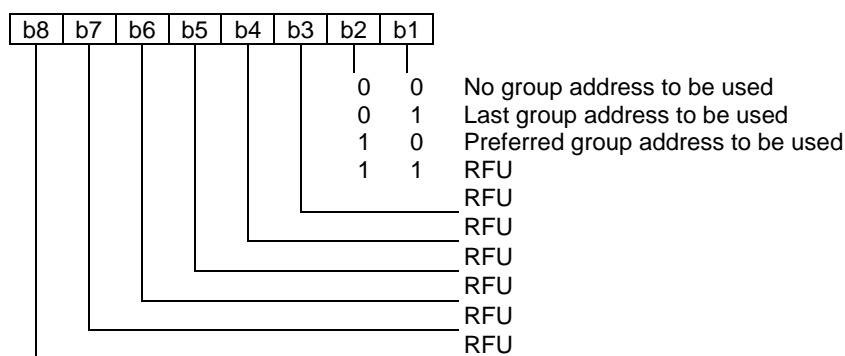 b8 b7 b6 b5 b4 b3 b2 b1
0 0 No group address to be used
0 1 Last group address to be used
1 0 Preferred group address to be used
1 1 RFU
RFU
RFU
RFU
RFU
RFU
RFU